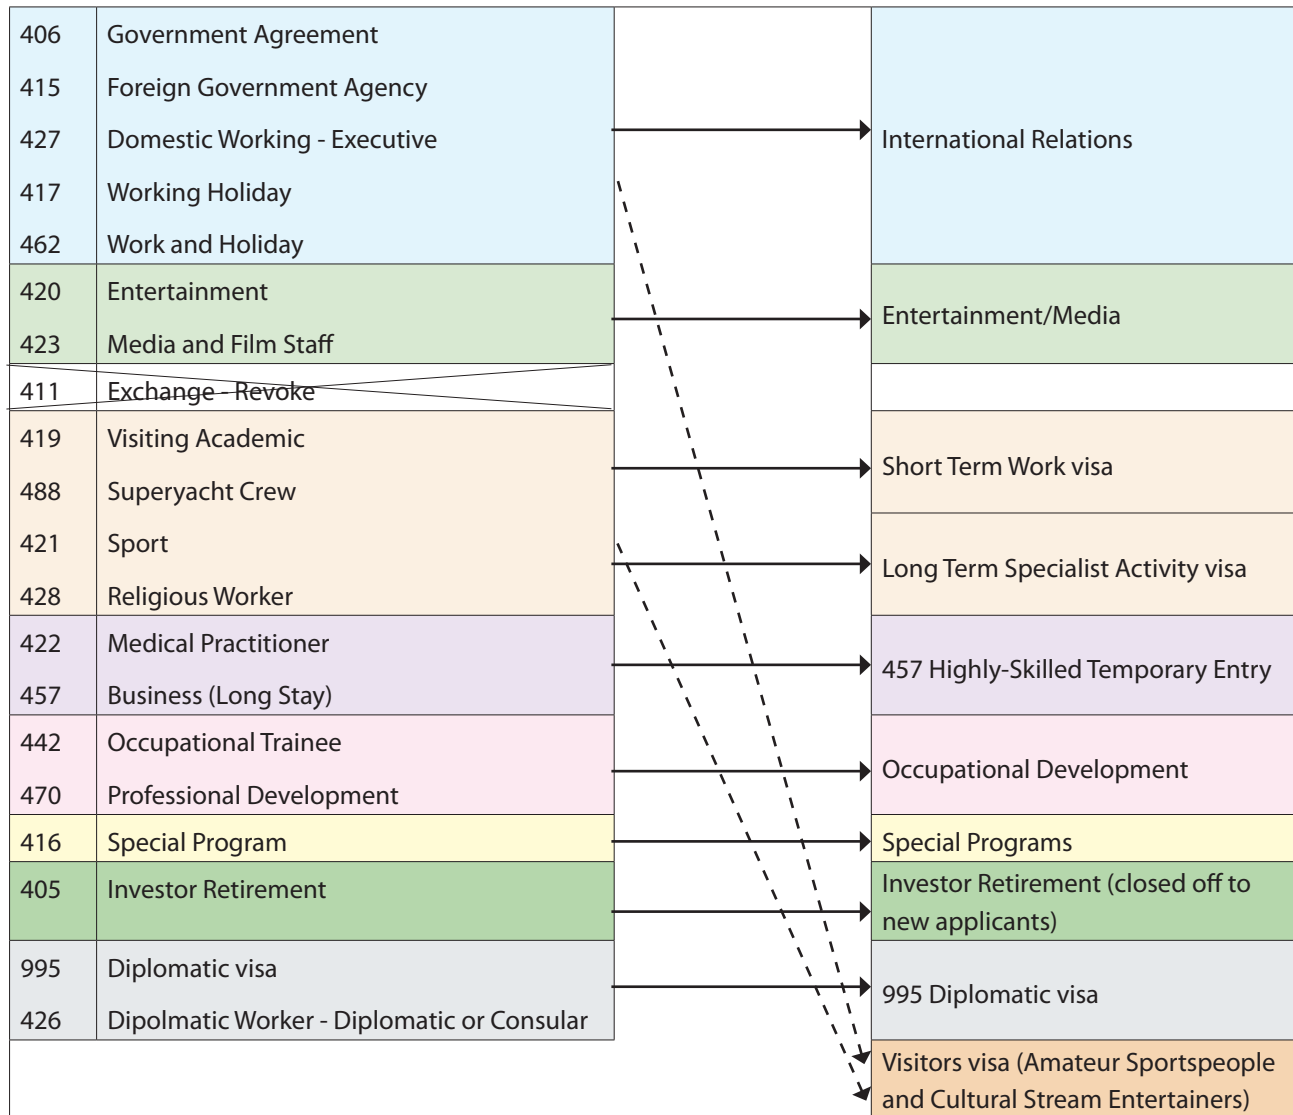 406 Government Agreement
415 Foreign Government Agency
427 Domestic Working - Executive
417 Working Holiday
462 Work and Holiday
International Relations
420 Entertainment
423 Media and Film Staff
Entertainment/Media
411 Exchange - Revoke
419 Visiting Academic
488 Superyacht Crew
Short Term Work visa
421 Sport
428 Religious Worker
Long Term Specialist Activity visa
422 Medical Practitioner
457 Business (Long Stay)
457 Highly-Skilled Temporary Entry
442 Occupational Trainee
470 Professional Development
Occupational Development
416 Special Program
Special Programs
405 Investor Retirement
Investor Retirement (closed off to
new applicants)
995 Diplomatic visa
426 Dipolmatic Worker - Diplomatic or Consular
995 Diplomatic visa
Visitors visa (Amateur Sportspeople
and Cultural Stream Entertainers)